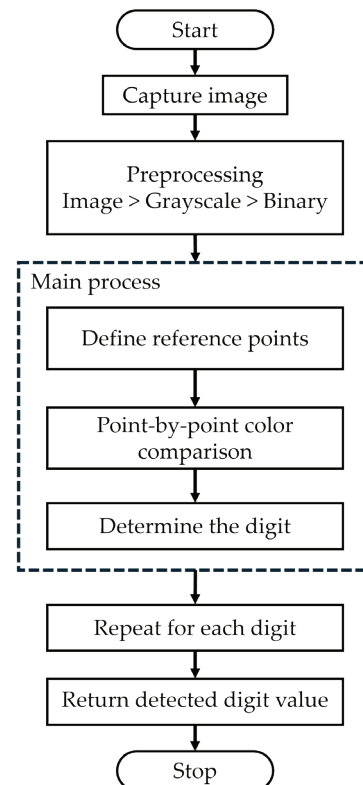 Start
Capture image
Preprocessing
Image > Grayscale > Binary
Main process
Define reference points
Point-by-point color
comparison
Determine the digit
Repeat for each digit
Return detected digit value
Stop